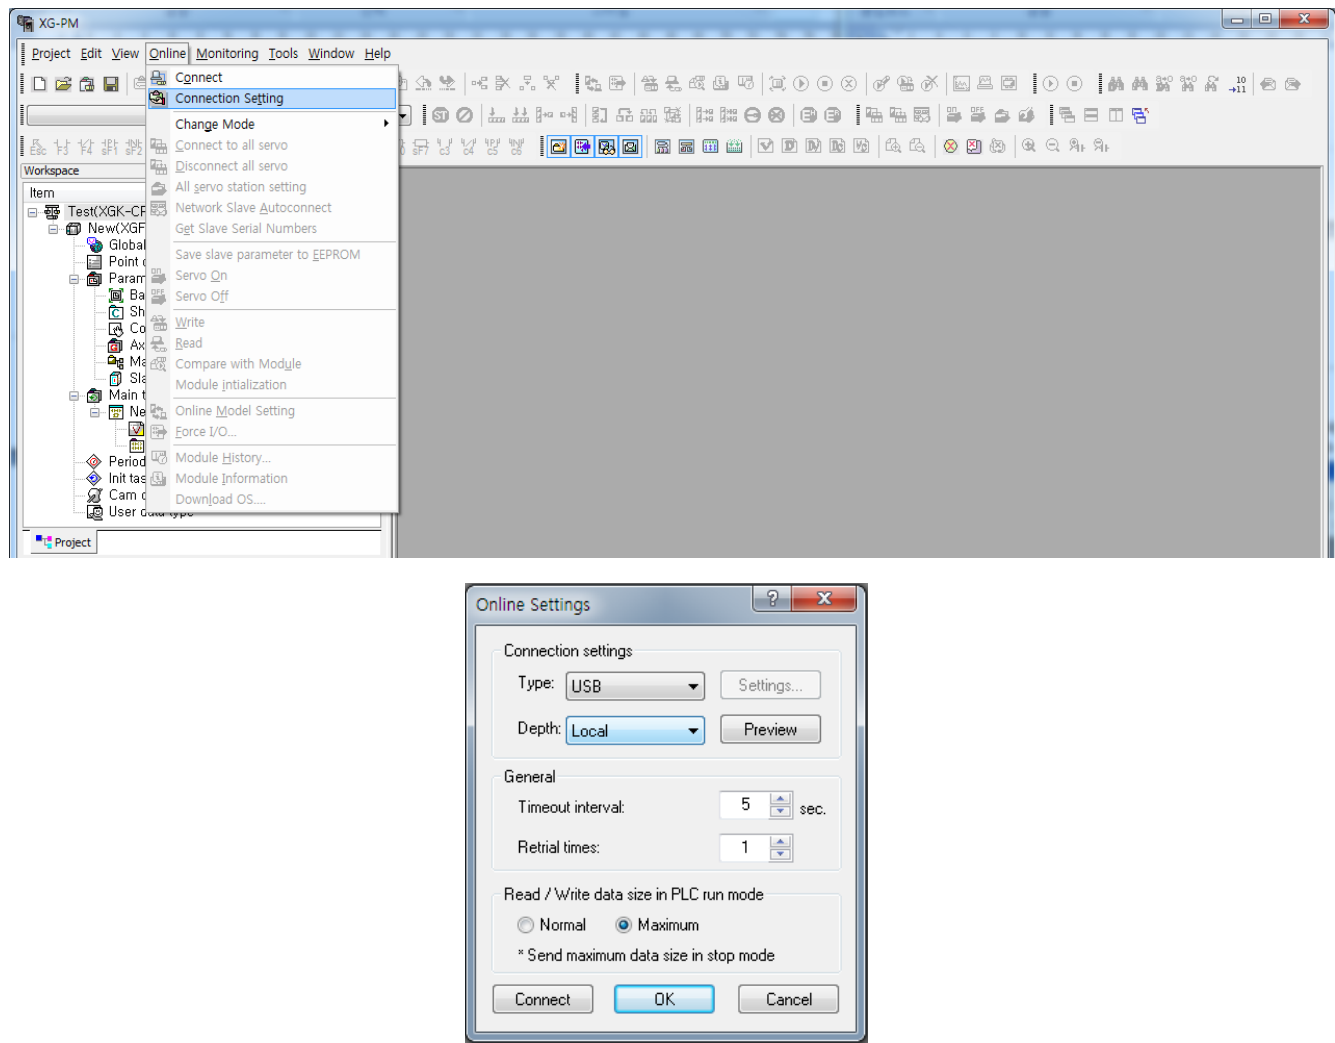 XG-PM
Project Edit View Online Monitoring Tools Window Help
Connect
Connection Setting
Change Mode
Connect to all servo
Disconnect all servo
All servo station setting
Network Slave Autoconnect
Get Slave Serial Numbers
Save slave parameter to EEPROM
Servo On
Servo Off
Write
Read
Compare with Module
Module intialization
Online Model Setting
Force I/O...
Module History...
Module Information
Download OS....
Workspace
Item
Test(XGK-CP
New(XGF
Global
Point
Param
Ba
Sh
Co
Ax
Ma
Sla
Main t
Ne
Period
Init tas
Cam
User data type
Project
Online Settings
Connection settings
Type: USB Settings...
Depth: Local Preview
General
Timeout interval: 5 sec.
Retrial times: 1
Read / Write data size in PLC run mode
Normal Maximum
* Send maximum data size in stop mode
Connect OK Cancel